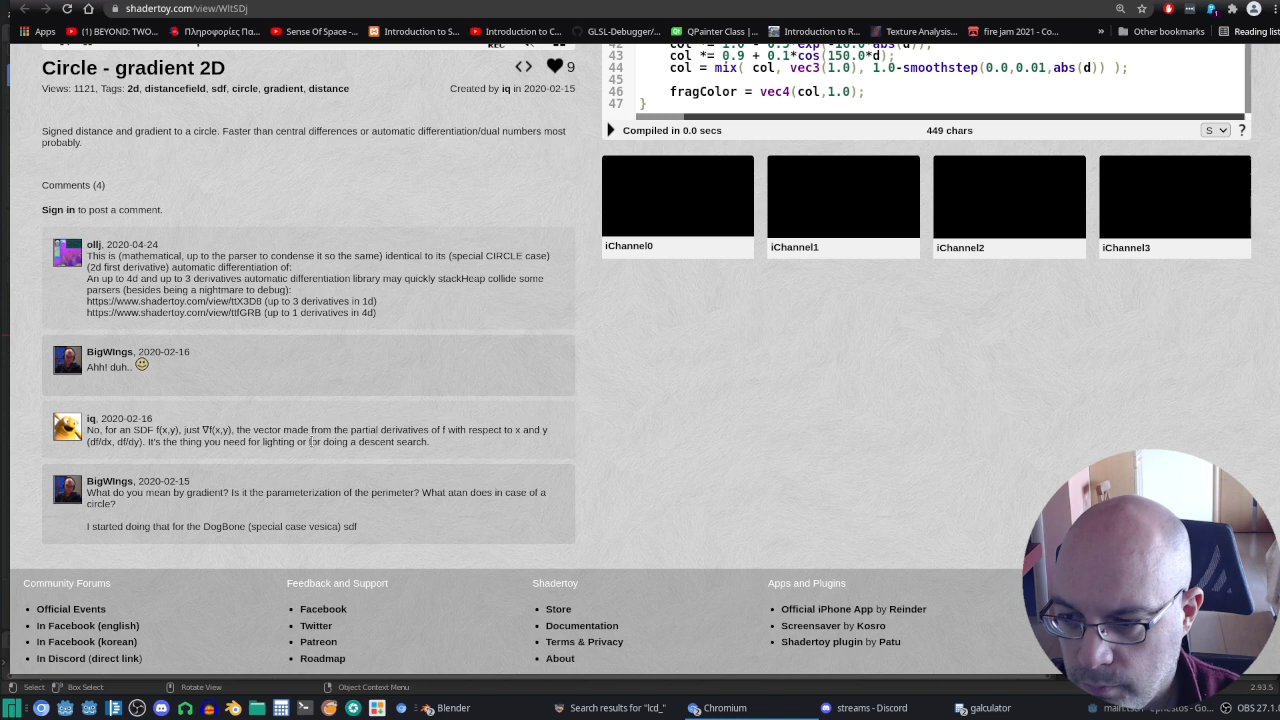 shadertoy.com/view/WltSDj
Apps (1) BEYOND: TWO... Πληροφορίες Πα... Sense Of Space -... Introduction to S... Introduction to C... GLSL-Debugger/... QPainter Class |... Introduction to R... Texture Analysis... fire jam 2021 - Co... » Other bookmarks Reading list
REC
Circle - gradient 2D
9
Views: 1121, Tags: 2d, distancefield, sdf, circle, gradient, distance
Created by iq in 2020-02-15
Signed distance and gradient to a circle. Faster than central differences or automatic differentiation/dual numbers most
probably.
Comments (4)
Sign in to post a comment.
ollj, 2020-04-24
This is (mathematical, up to the parser to condense it so the same) identical to its (special CIRCLE case)
(2d first derivative) automatic differentiation of:
An up to 4d and up to 3 derivatives automatic differentiation library may quickly stackHeap collide some
parsers (besides being a nightmare to debug):
https://www.shadertoy.com/view/ttX3D8 (up to 3 derivatives in 1d)
https://www.shadertoy.com/view/ttfGRB (up to 1 derivatives in 4d)
BigWIngs, 2020-02-16
Ahh! duh..
iq, 2020-02-16
No, for an SDF f(x,y), just ∇f(x,y), the vector made from the partial derivatives of f with respect to x and y
(df/dx, df/dy). It's the thing you need for lighting or for doing a descent search.
BigWIngs, 2020-02-15
What do you mean by gradient? Is it the parameterization of the perimeter? What atan does in case of a
circle?
I started doing that for the DogBone (special case vesica) sdf
43 col *= 0.9 + 0.1*cos(150.0*d);
44 col = mix( col, vec3(1.0), 1.0-smoothstep(0.0,0.01,abs(d)) );
45
46 fragColor = vec4(col,1.0);
47 }
Compiled in 0.0 secs
449 chars
S
?
iChannel0
iChannel1
iChannel2
iChannel3
Community Forums
Official Events
In Facebook (english)
In Facebook (korean)
In Discord (direct link)
Feedback and Support
Facebook
Twitter
Patreon
Roadmap
Shadertoy
Store
Documentation
Terms & Privacy
About
Apps and Plugins
Official iPhone App by Reinder
Screensaver by Kosro
Shadertoy plugin by Patu
Select Box Select Rotate View Object Context Menu 2.93.5
Blender Search results for "lcd_" Chromium streams - Discord galculator OBS 27.1